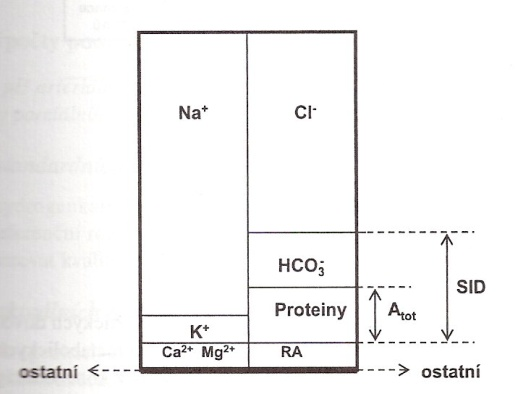 Na⁺ Cl⁻
HCO₃⁻
SID
Proteiny A_tot
K⁺
Ca²⁺ Mg²⁺ RA
ostatní ostatní